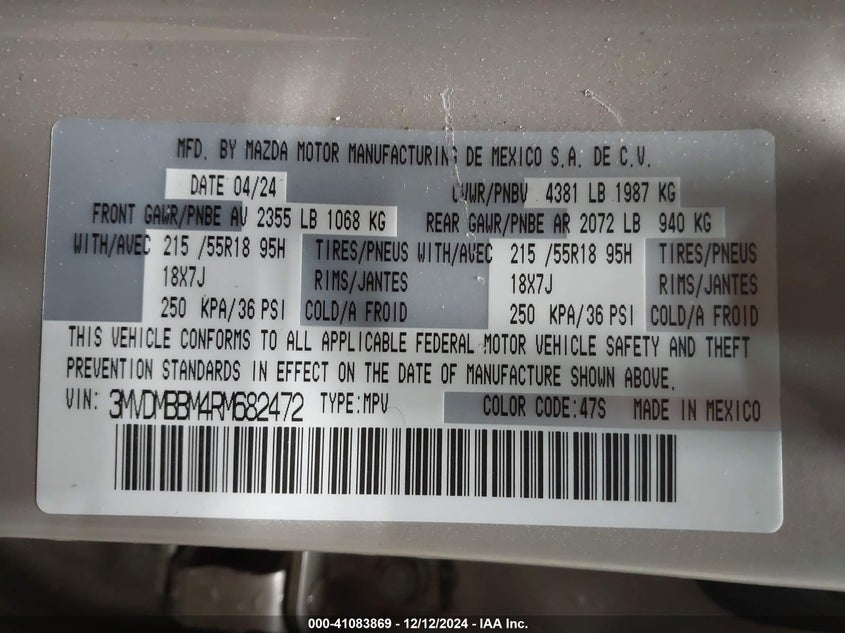 MFD. BY MAZDA MOTOR MANUFACTURING DE MEXICO S.A. DE C.V.
DATE 04/24 GVWR/PNBV 4381 LB 1987 KG
FRONT GAWR/PNBE AV 2355 LB 1068 KG REAR GAWR/PNBE AR 2072 LB 940 KG
WITH/AVEC 215 /55R18 95H TIRES/PNEUS WITH/AVEC 215 /55R18 95H TIRES/PNEUS
18X7J RIMS/JANTES 18X7J RIMS/JANTES
250 KPA/36 PSI COLD/A FROID 250 KPA/36 PSI COLD/A FROID
THIS VEHICLE CONFORMS TO ALL APPLICABLE FEDERAL MOTOR VEHICLE SAFETY AND THEFT
PREVENTION STANDARDS IN EFFECT ON THE DATE OF MANUFACTURE SHOWN ABOVE.
VIN: 3MVDMBBM4RM682472 TYPE:MPV COLOR CODE:47S MADE IN MEXICO
000-41083869 - 12/12/2024 - IAA Inc.